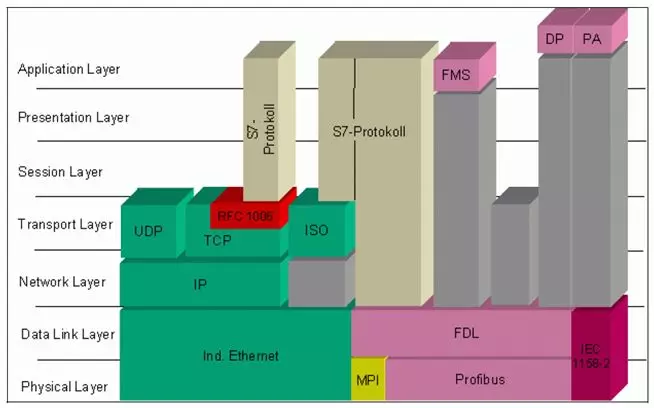 DP PA
Application Layer
FMS
Presentation Layer
S7-
Protokoll
S7-Protokoll
Session Layer
Transport Layer
UDP
TCP
RFC 1006
ISO
Network Layer
IP
Data Link Layer
Ind. Ethernet
FDL
IEC
1158-2
Physical Layer
MPI
Profibus